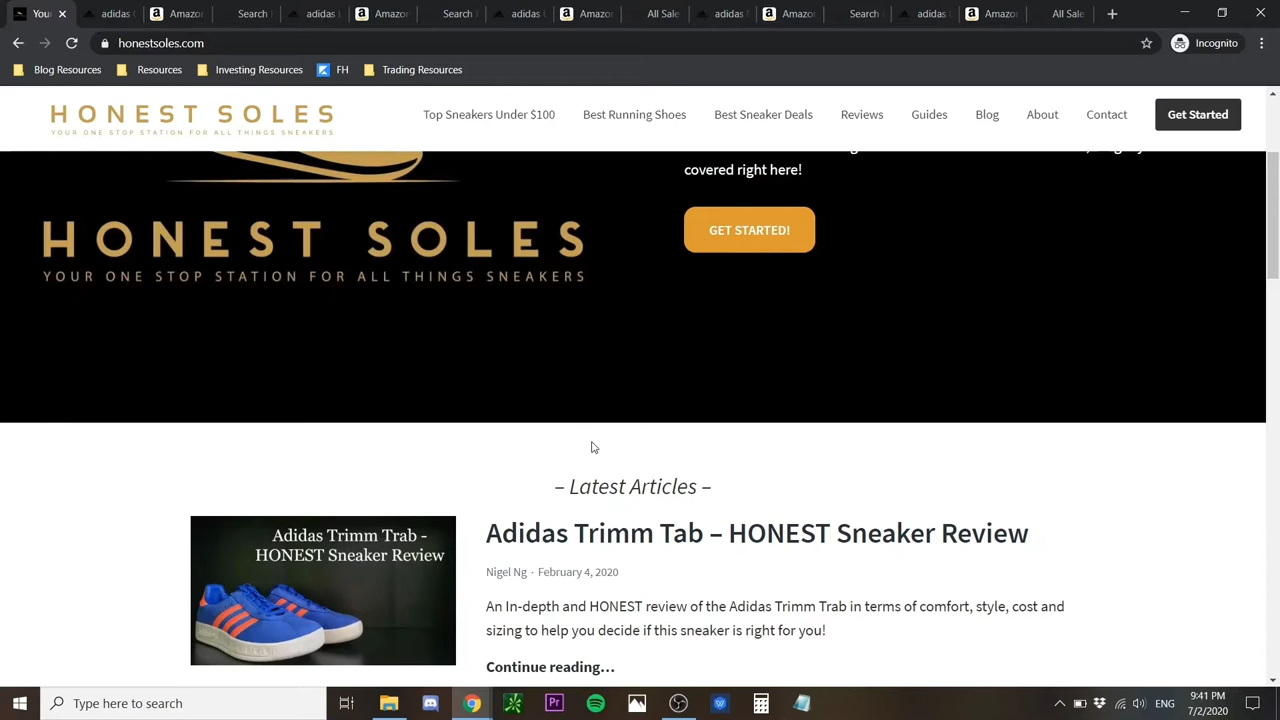 You
adidas
Amazon
Search
adidas
Amazon
Search
adidas
Amazon
All Sale
adidas
Amazon
Search
adidas
Amazon
All Sale
honestsoles.com
Incognito
Blog Resources
Resources
Investing Resources
FH
Trading Resources
HONEST SOLES
YOUR ONE STOP STATION FOR ALL THINGS SNEAKERS
Top Sneakers Under $100
Best Running Shoes
Best Sneaker Deals
Reviews
Guides
Blog
About
Contact
Get Started
covered right here!
GET STARTED!
HONEST SOLES
YOUR ONE STOP STATION FOR ALL THINGS SNEAKERS
– Latest Articles –
Adidas Trimm Trab -
HONEST Sneaker Review
Adidas Trimm Tab – HONEST Sneaker Review
Nigel Ng · February 4, 2020
An In-depth and HONEST review of the Adidas Trimm Trab in terms of comfort, style, cost and
sizing to help you decide if this sneaker is right for you!
Continue reading…
Type here to search
Pr
ENG
9:41 PM
7/2/2020